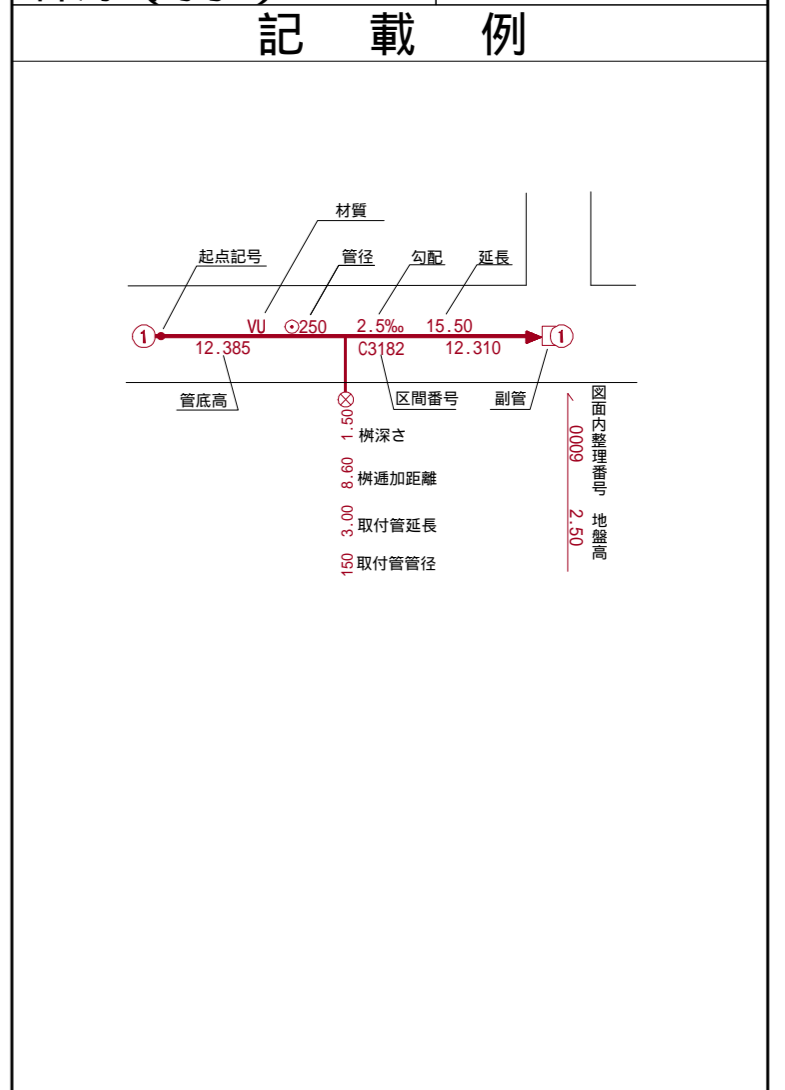 記 載 例
材質
起点記号 管径 勾配 延長
VU ⊙250 2.5‰ 15.50
① ①
12.385 C3182 12.310
管底高 区間番号 副管
1.50 桝深さ
8.60 桝逓加距離
3.00 取付管延長
150 取付管管径
図面内整理番号 地盤高
0009 2.50